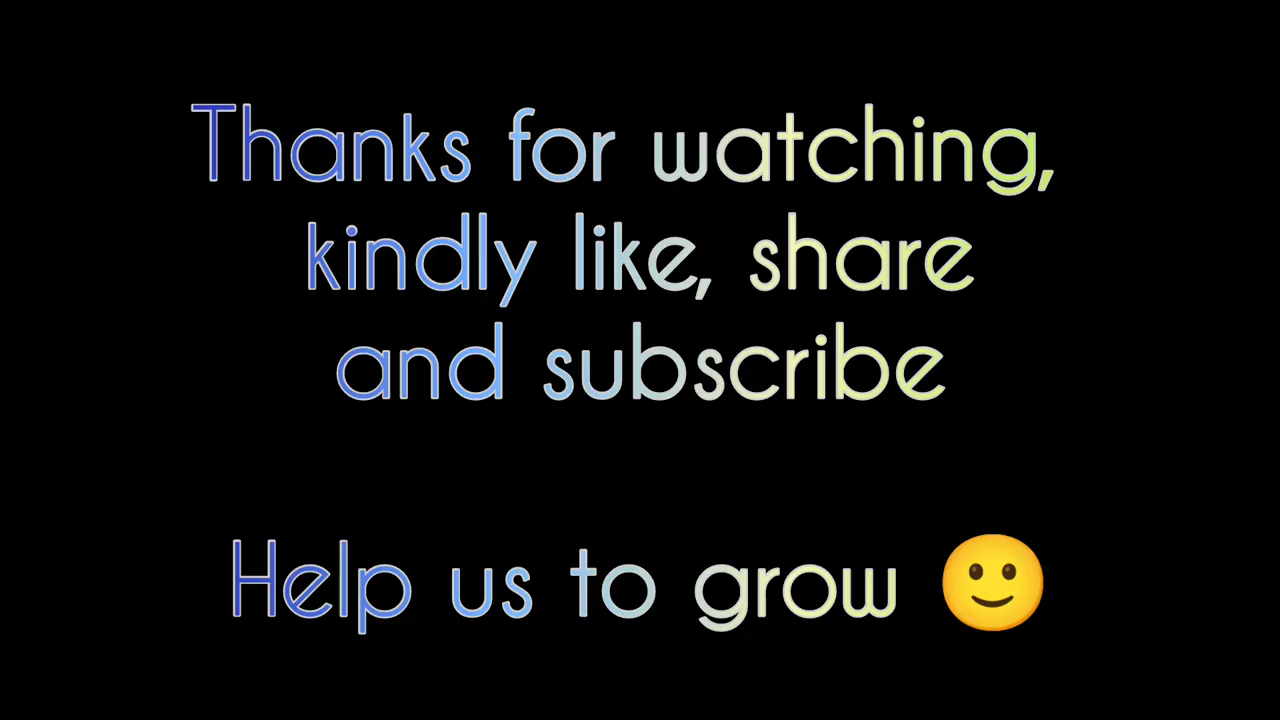 Thanks for watching,
kindly like, share
and subscribe
Help us to grow 🙂